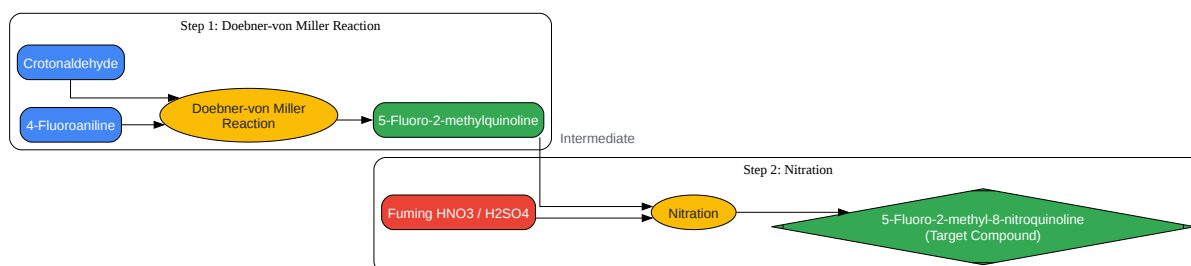 Step 1: Doebner-von Miller Reaction
Crotonaldehyde
4-Fluoroaniline
Doebner-von Miller
Reaction
5-Fluoro-2-methylquinoline
Intermediate
Step 2: Nitration
Fuming HNO3 / H2SO4
Nitration
5-Fluoro-2-methyl-8-nitroquinoline
(Target Compound)